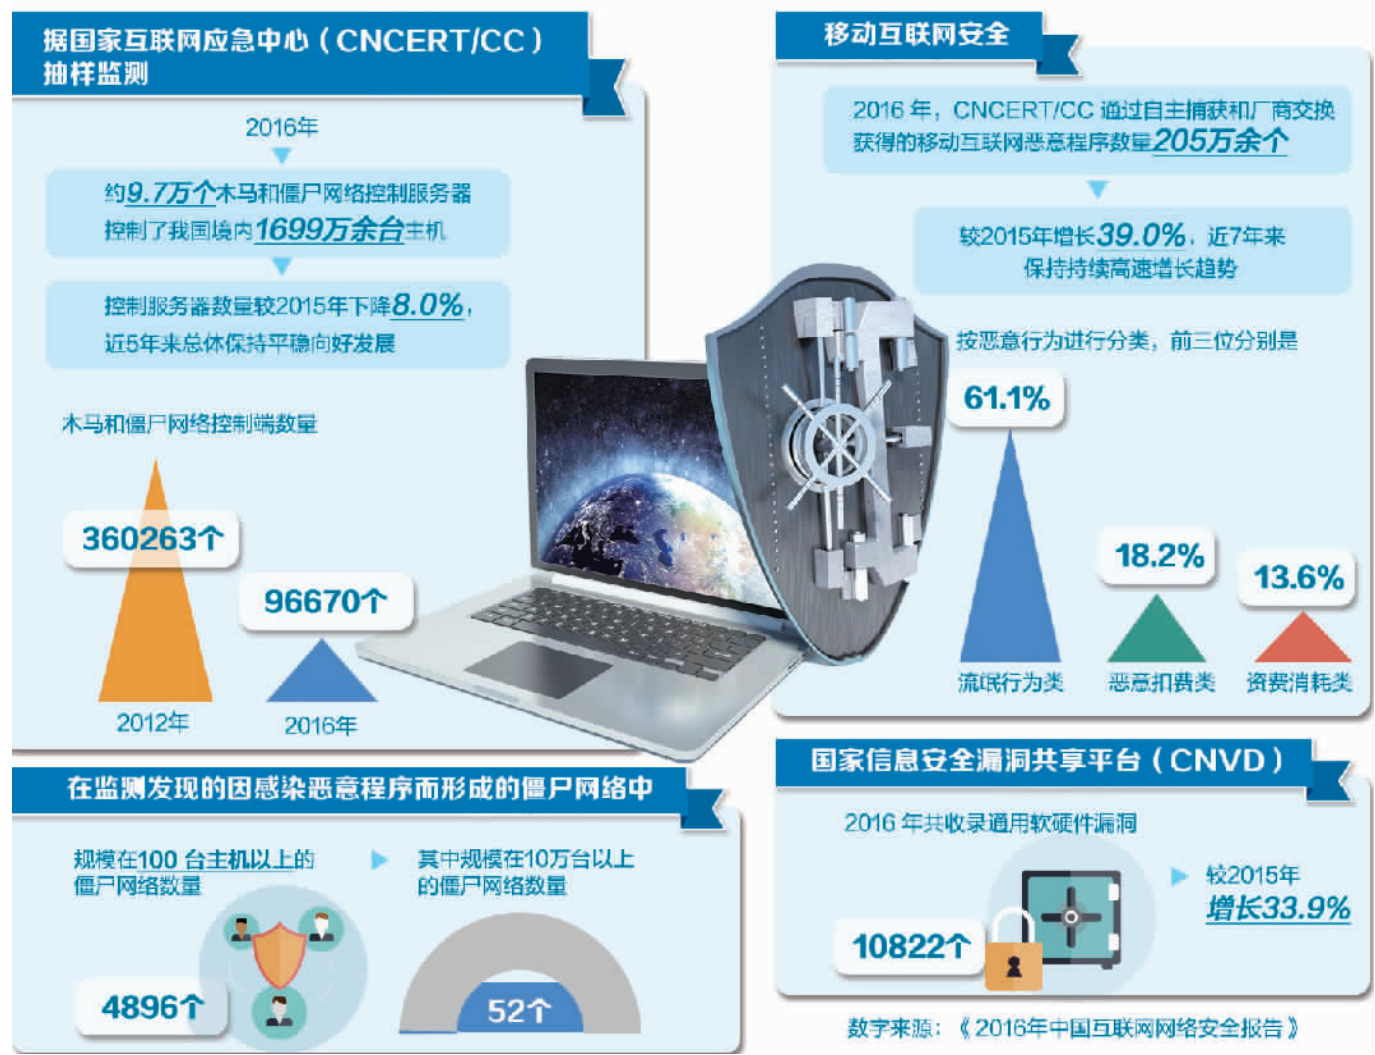 据国家互联网应急中心（CNCERT/CC）
抽样监测
2016年
约9.7万个木马和僵尸网络控制服务器
控制了我国境内1699万余台主机
控制服务器数量较2015年下降8.0%，
近5年来总体保持平稳向好发展
木马和僵尸网络控制端数量
360263个
96670个
2012年
2016年
移动互联网安全
2016 年，CNCERT/CC 通过自主捕获和厂商交换
获得的移动互联网恶意程序数量205万余个
较2015年增长39.0%，近7年来
保持持续高速增长趋势
按恶意行为进行分类，前三位分别是
61.1%
18.2%
13.6%
流氓行为类
恶意扣费类
资费消耗类
在监测发现的因感染恶意程序而形成的僵尸网络中
规模在100 台主机以上的
僵尸网络数量
4896个
其中规模在10万台以上
的僵尸网络数量
52个
国家信息安全漏洞共享平台（CNVD）
2016 年共收录通用软硬件漏洞
10822个
较2015年
增长33.9%
数字来源：《2016年中国互联网网络安全报告》